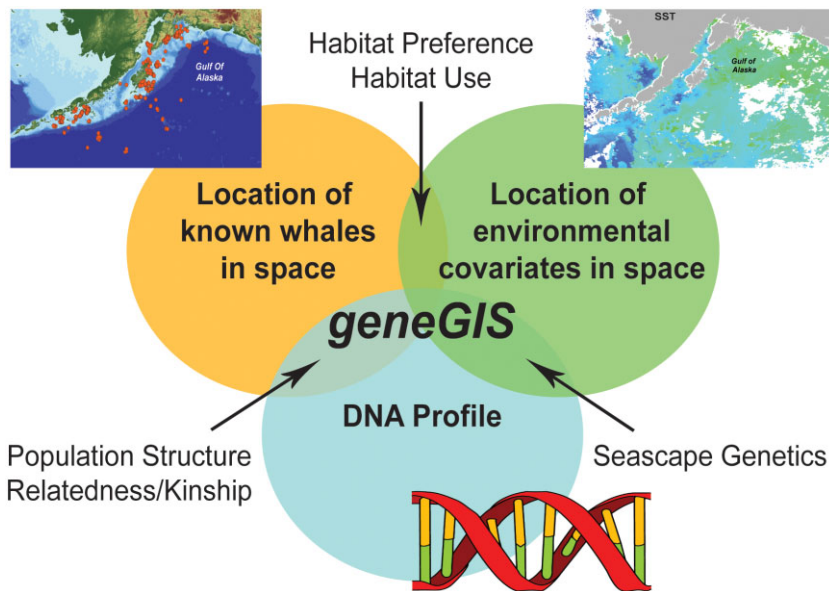 Gulf Of
Alaska
SST
Gulf of
Alaska
Habitat Preference
Habitat Use
Location of
known whales
in space
Location of
environmental
covariates in space
geneGIS
DNA Profile
Population Structure
Relatedness/Kinship
Seascape Genetics